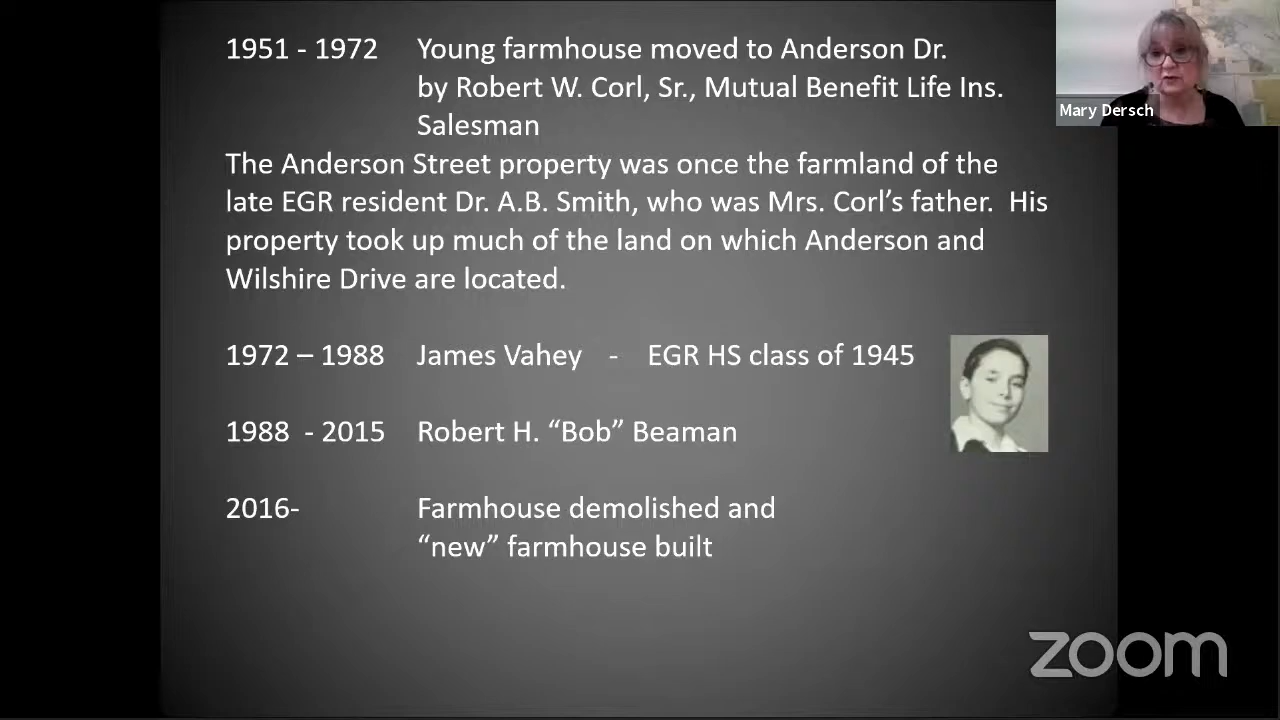 1951 - 1972 Young farmhouse moved to Anderson Dr.
by Robert W. Corl, Sr., Mutual Benefit Life Ins.
Salesman
The Anderson Street property was once the farmland of the
late EGR resident Dr. A.B. Smith, who was Mrs. Corl’s father. His
property took up much of the land on which Anderson and
Wilshire Drive are located.
1972 – 1988 James Vahey - EGR HS class of 1945
1988 - 2015 Robert H. “Bob” Beaman
2016- Farmhouse demolished and
“new” farmhouse built
Mary Dersch
zoom